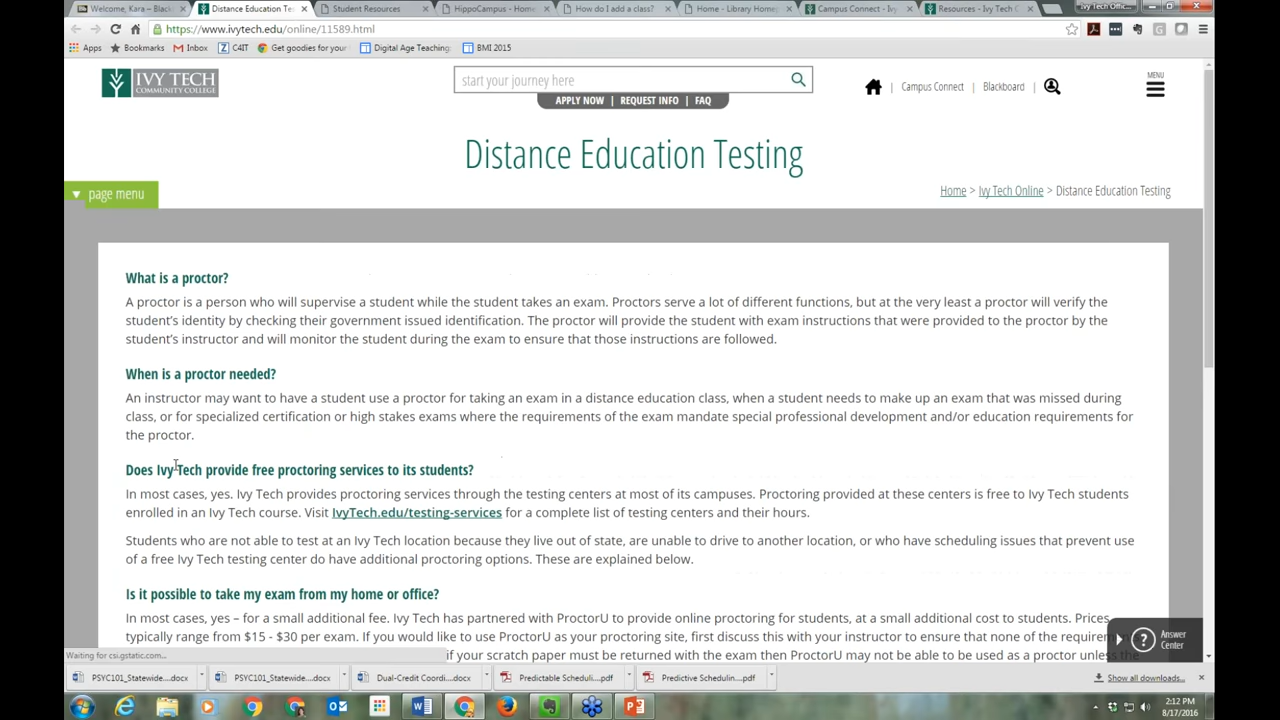 Welcome, Kara – Black
Distance Education Te
Student Resources
HippoCampus - Home
How do I add a class?
Home - Library Home
Campus Connect - Iv
Resources - Ivy Tech C
Ivy Tech Offic...
https://www.ivytech.edu/online/11589.html
Apps
Bookmarks
Inbox
C4IT
Get goodies for your
Digital Age Teaching
BMI 2015
IVY TECH
COMMUNITY COLLEGE
start your journey here
APPLY NOW | REQUEST INFO | FAQ
Campus Connect | Blackboard |
MENU
Distance Education Testing
page menu
Home > Ivy Tech Online > Distance Education Testing
What is a proctor?
A proctor is a person who will supervise a student while the student takes an exam. Proctors serve a lot of different functions, but at the very least a proctor will verify the
student's identity by checking their government issued identification. The proctor will provide the student with exam instructions that were provided to the proctor by the
student's instructor and will monitor the student during the exam to ensure that those instructions are followed.
When is a proctor needed?
An instructor may want to have a student use a proctor for taking an exam in a distance education class, when a student needs to make up an exam that was missed during
class, or for specialized certification or high stakes exams where the requirements of the exam mandate special professional development and/or education requirements for
the proctor.
Does Ivy Tech provide free proctoring services to its students?
In most cases, yes. Ivy Tech provides proctoring services through the testing centers at most of its campuses. Proctoring provided at these centers is free to Ivy Tech students
enrolled in an Ivy Tech course. Visit IvyTech.edu/testing-services for a complete list of testing centers and their hours.
Students who are not able to test at an Ivy Tech location because they live out of state, are unable to drive to another location, or who have scheduling issues that prevent use
of a free Ivy Tech testing center do have additional proctoring options. These are explained below.
Is it possible to take my exam from my home or office?
In most cases, yes – for a small additional fee. Ivy Tech has partnered with ProctorU to provide online proctoring for students, at a small additional cost to students. Prices
typically range from $15 - $30 per exam. If you would like to use ProctorU as your proctoring site, first discuss this with your instructor to ensure that none of the
if your scratch paper must be returned with the exam then ProctorU may not be able to be used as a proctor unless the
Answer
Center
Waiting for csi.gstatic.com...
PSYC101_Statewide....docx
PSYC101_Statewide....docx
Dual-Credit Coordi....docx
Predictable Scheduli....pdf
Predictive Schedulin....pdf
Show all downloads...
2:12 PM
8/17/2016